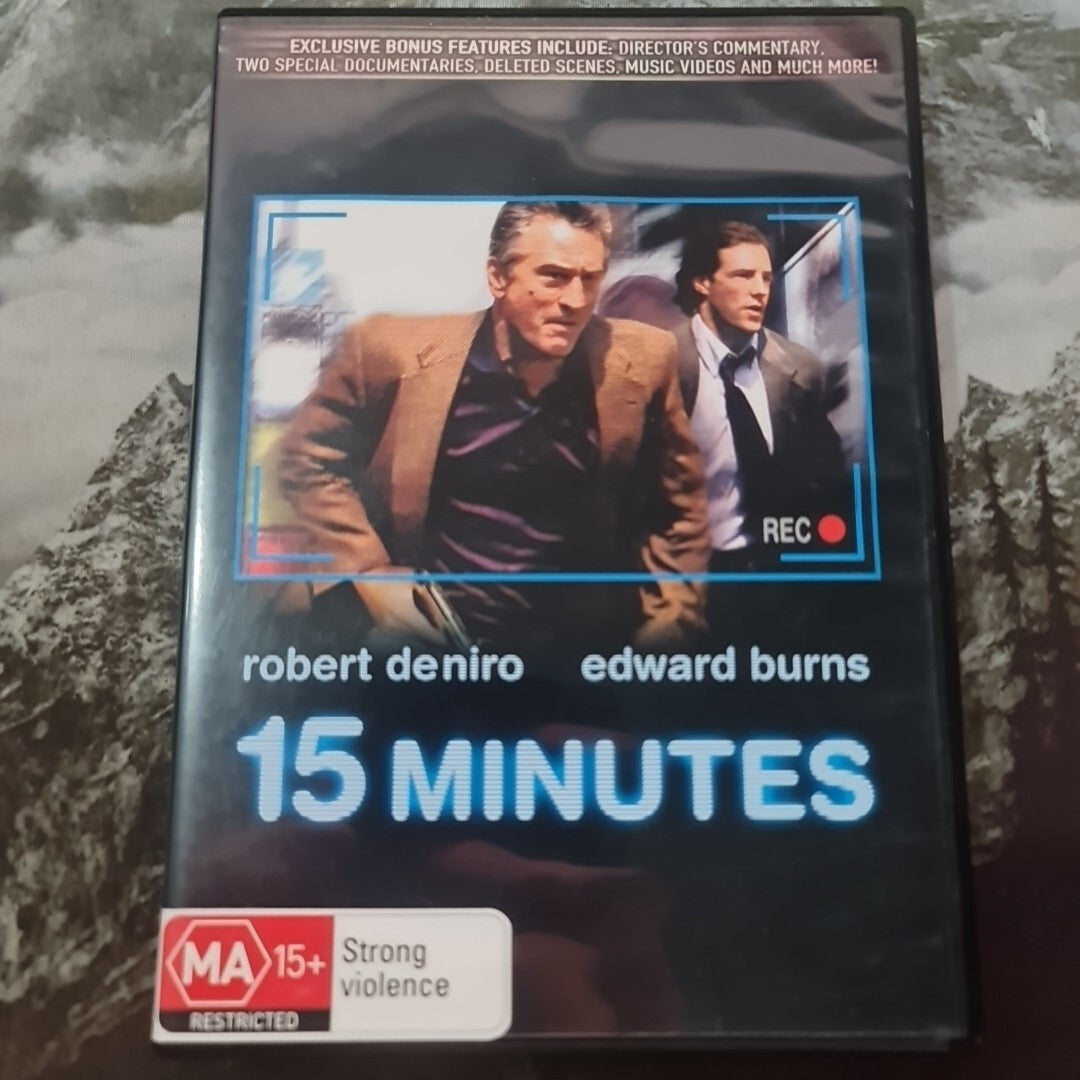 EXCLUSIVE BONUS FEATURES INCLUDE: DIRECTOR'S COMMENTARY,
TWO SPECIAL DOCUMENTARIES, DELETED SCENES, MUSIC VIDEOS AND MUCH MORE!
REC
robert deniro edward burns
15 MINUTES
MA 15+ Strong
violence
RESTRICTED